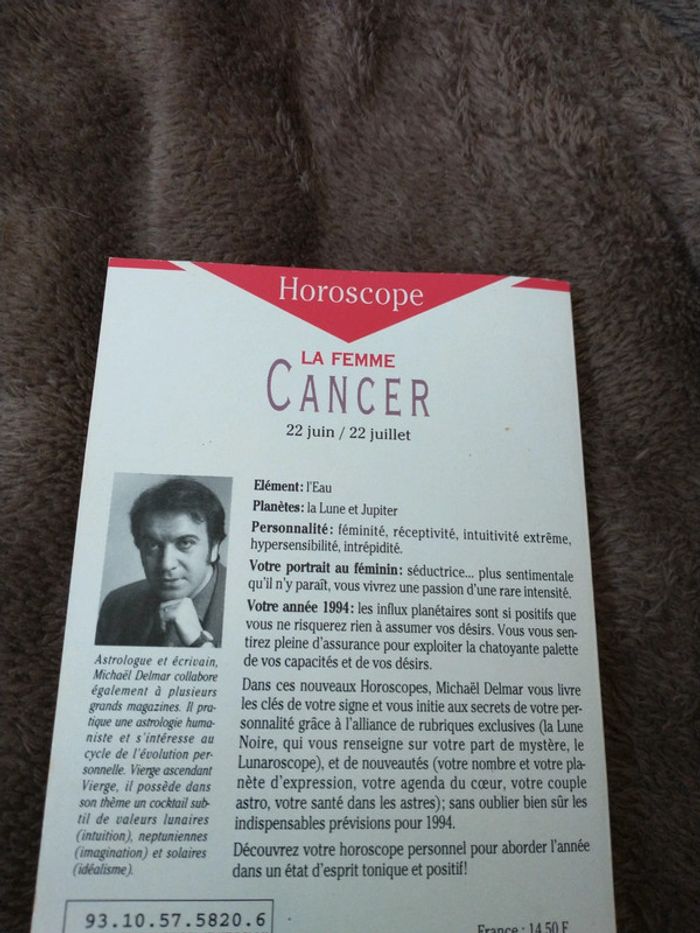 Horoscope
LA FEMME
CANCER
22 juin / 22 juillet
Elément: l'Eau
Planètes: la Lune et Jupiter
Personnalité: féminité, réceptivité, intuitivité extrême,
hypersensibilité, intrépidité.
Votre portrait au féminin: séductrice... plus sentimentale
qu'il n'y paraît, vous vivrez une passion d'une rare intensité.
Votre année 1994: les influx planétaires sont si positifs que
vous ne risquerez rien à assumer vos désirs. Vous vous sen-
tirez pleine d'assurance pour exploiter la chatoyante palette
de vos capacités et de vos désirs.
Dans ces nouveaux Horoscopes, Michaël Delmar vous livre
les clés de votre signe et vous initie aux secrets de votre per-
sonnalité grâce à l'alliance de rubriques exclusives (la Lune
Noire, qui vous renseigne sur votre part de mystère, le
Lunaroscope), et de nouveautés (votre nombre et votre pla-
nète d'expression, votre agenda du cœur, votre couple
astro, votre santé dans les astres); sans oublier bien sûr les
indispensables prévisions pour 1994.
Découvrez votre horoscope personnel pour aborder l'année
dans un état d'esprit tonique et positif!
Astrologue et écrivain,
Michaël Delmar collabore
également à plusieurs
grands magazines. Il pra-
tique une astrologie huma-
niste et s'intéresse au
cycle de l'évolution per-
sonnelle. Vierge ascendant
Vierge, il possède dans
son thème un cocktail sub-
til de valeurs lunaires
(intuition), neptuniennes
(imagination) et solaires
(idéalisme).
93.10.57.5820.6
France: 14,50 F